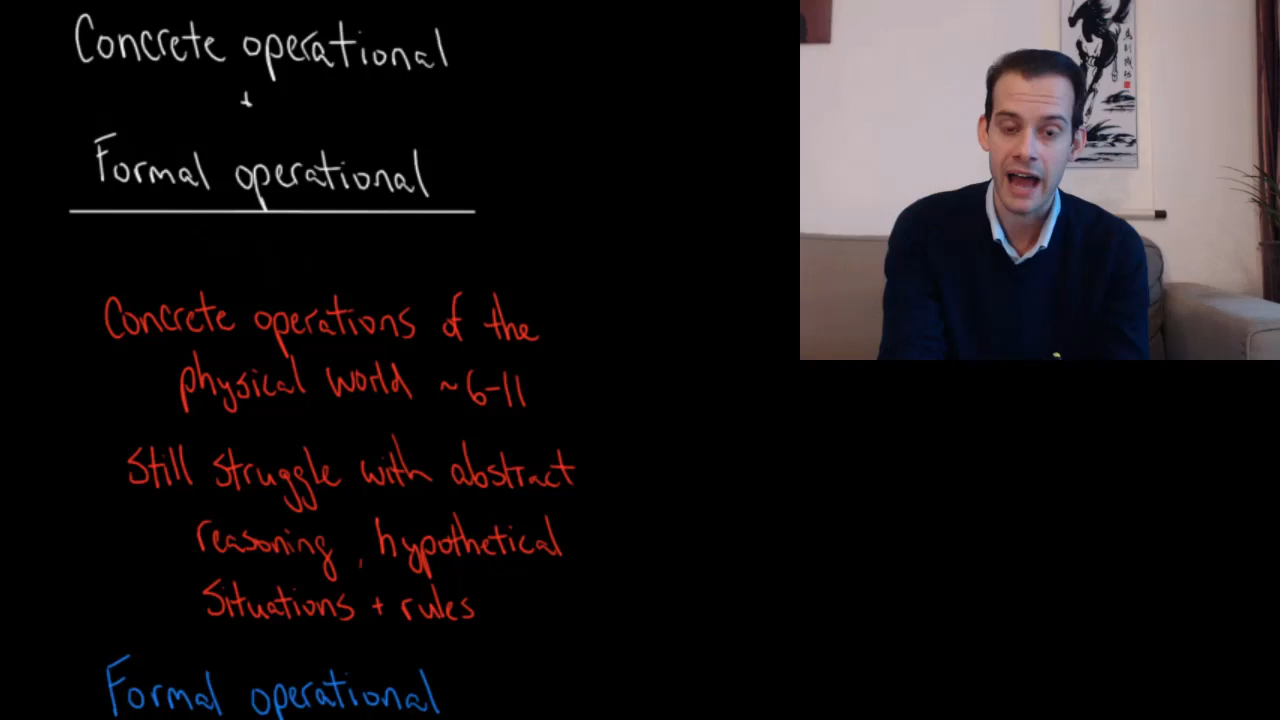 Concrete operational
+
Formal operational
Concrete operations of the
physical world ~6-11
Still struggle with abstract
reasoning, hypothetical
Situations + rules
Formal operational